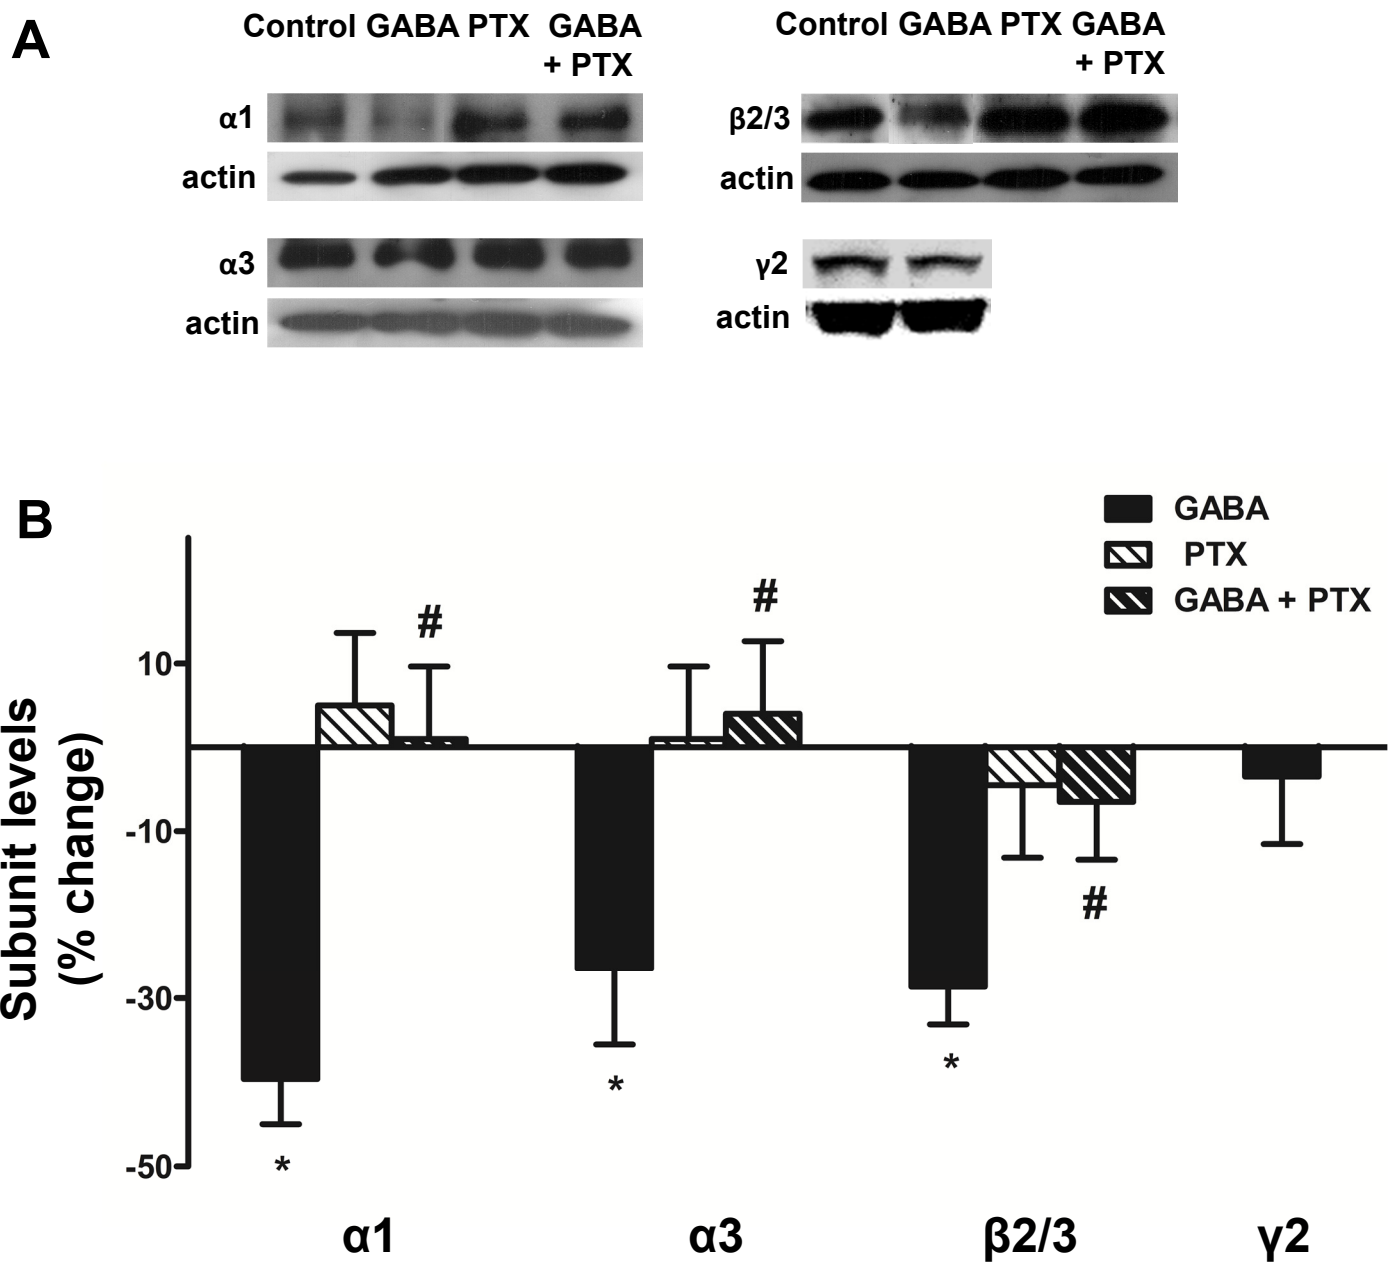 A
Control GABA PTX GABA
+ PTX
α1
actin
α3
actin
Control GABA PTX GABA
+ PTX
β2/3
actin
γ2
actin
B
GABA
PTX
GABA + PTX
Subunit levels
(% change)
10
-10
-30
-50
#
#
#
*
*
*
α1
α3
β2/3
γ2